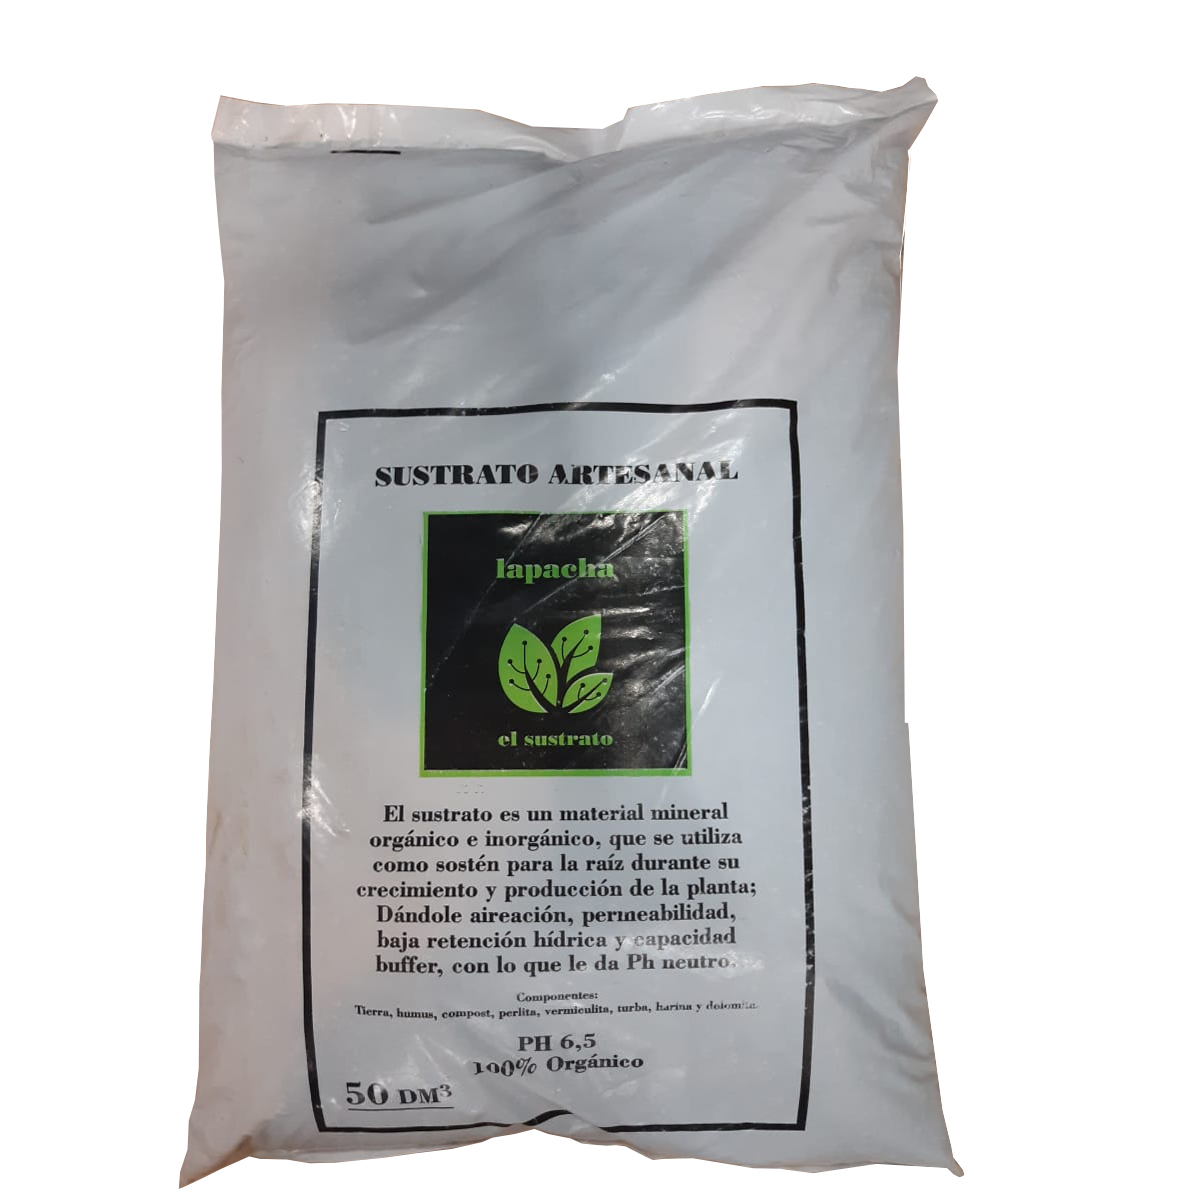 SUSTRATO ARTESANAL
lapacha
el sustrato
El sustrato es un material mineral
orgánico e inorgánico, que se utiliza
como sostén para la raíz durante su
crecimiento y producción de la planta;
Dándole aireación, permeabilidad,
baja retención hídrica y capacidad
buffer, con lo que le da Ph neutro.
Componentes:
Tierra, humus, compost, perlita, vermiculita, turba, harina y dolomita.
PH 6,5
100% Orgánico
50 DM³